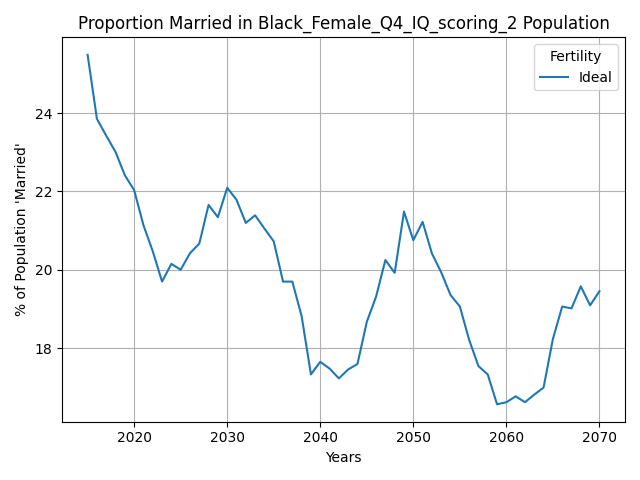 Proportion Married in Black_Female_Q4_IQ_scoring_2 Population
% of Population 'Married'
24
22
20
18
Fertility
Ideal
2020 2030 2040 2050 2060 2070
Years